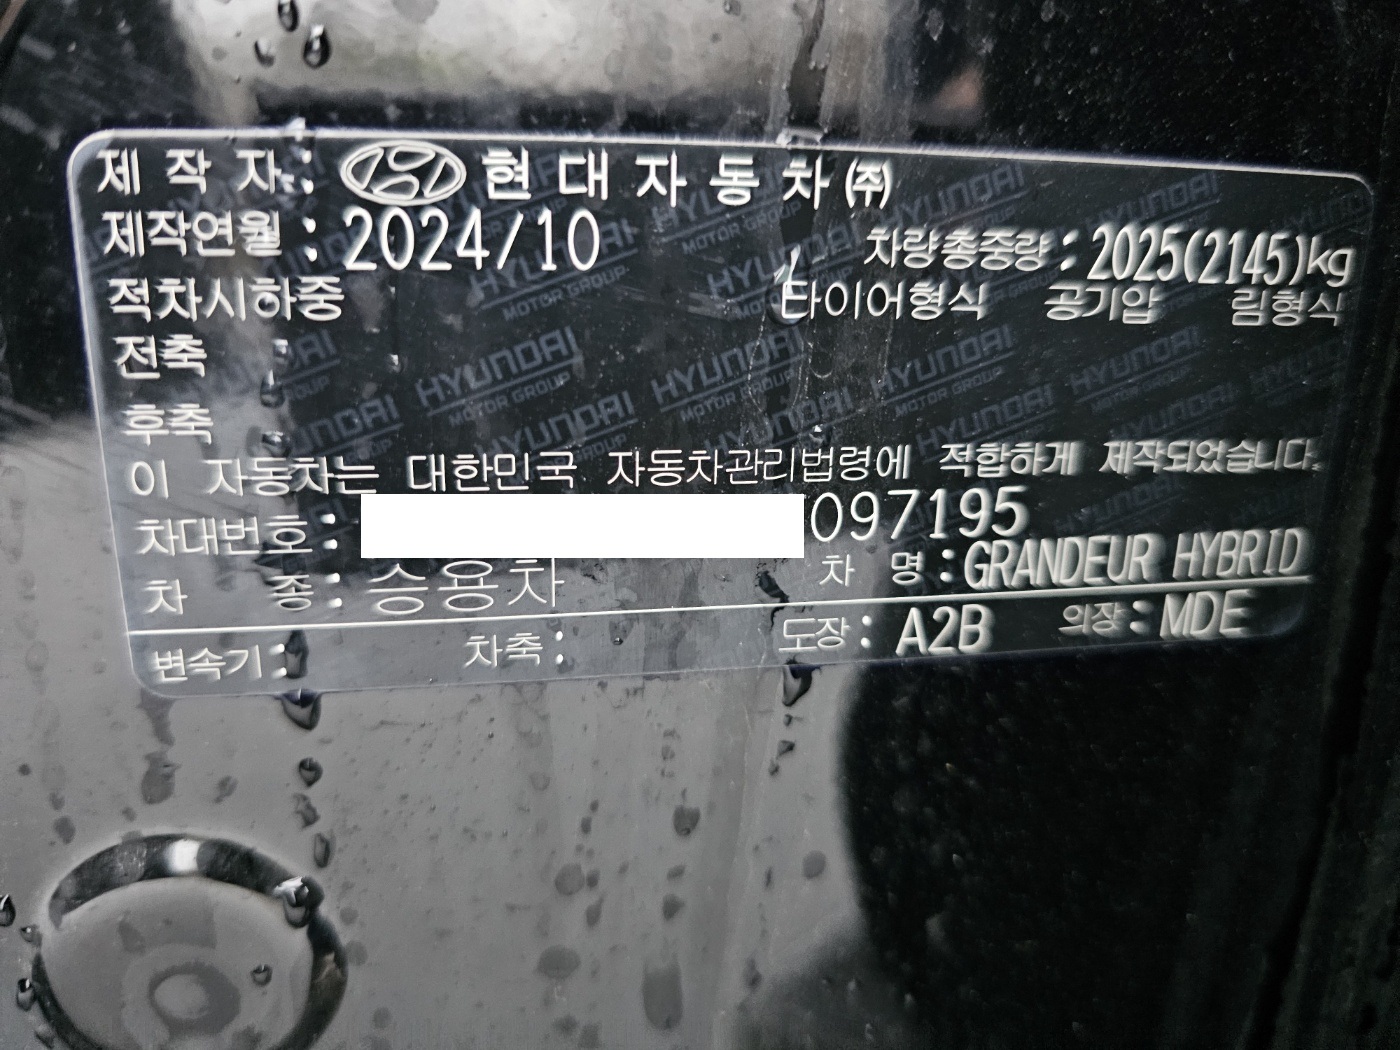 제 작 자 : 현 대 자 동 차 ㈜
제작연월 : 2024/10
차량총중량 : 2025(2145)kg
적차시하중 타이어형식 공기압 림형식
전축
후축
이 자동차는 대한민국 자동차관리법령에 적합하게 제작되었습니다.
차대번호 : 097195
차 종 : 승용차 차 명 : GRANDEUR HYBRID
변속기 : 차축 : 도장 : A2B 의장 : MDE
HYUNDAI
MOTOR GROUP